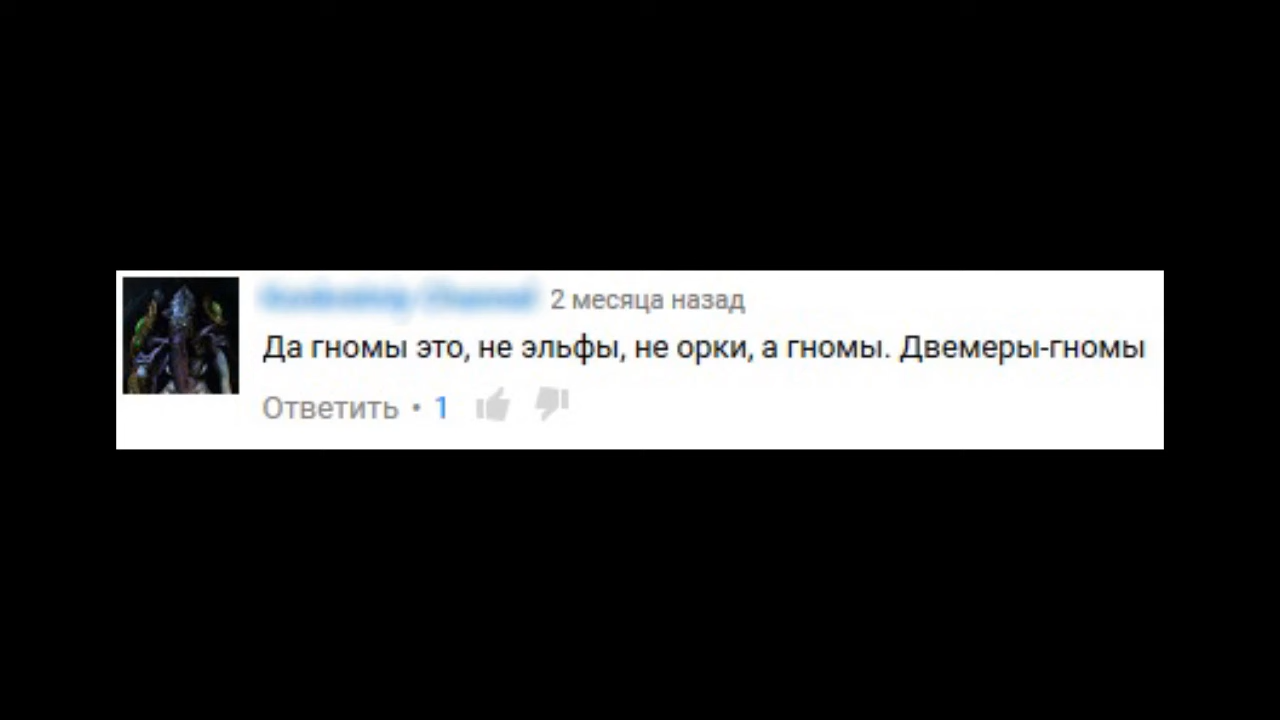 2 месяца назад
Да гномы это, не эльфы, не орки, а гномы. Двемеры-гномы
Ответить • 1